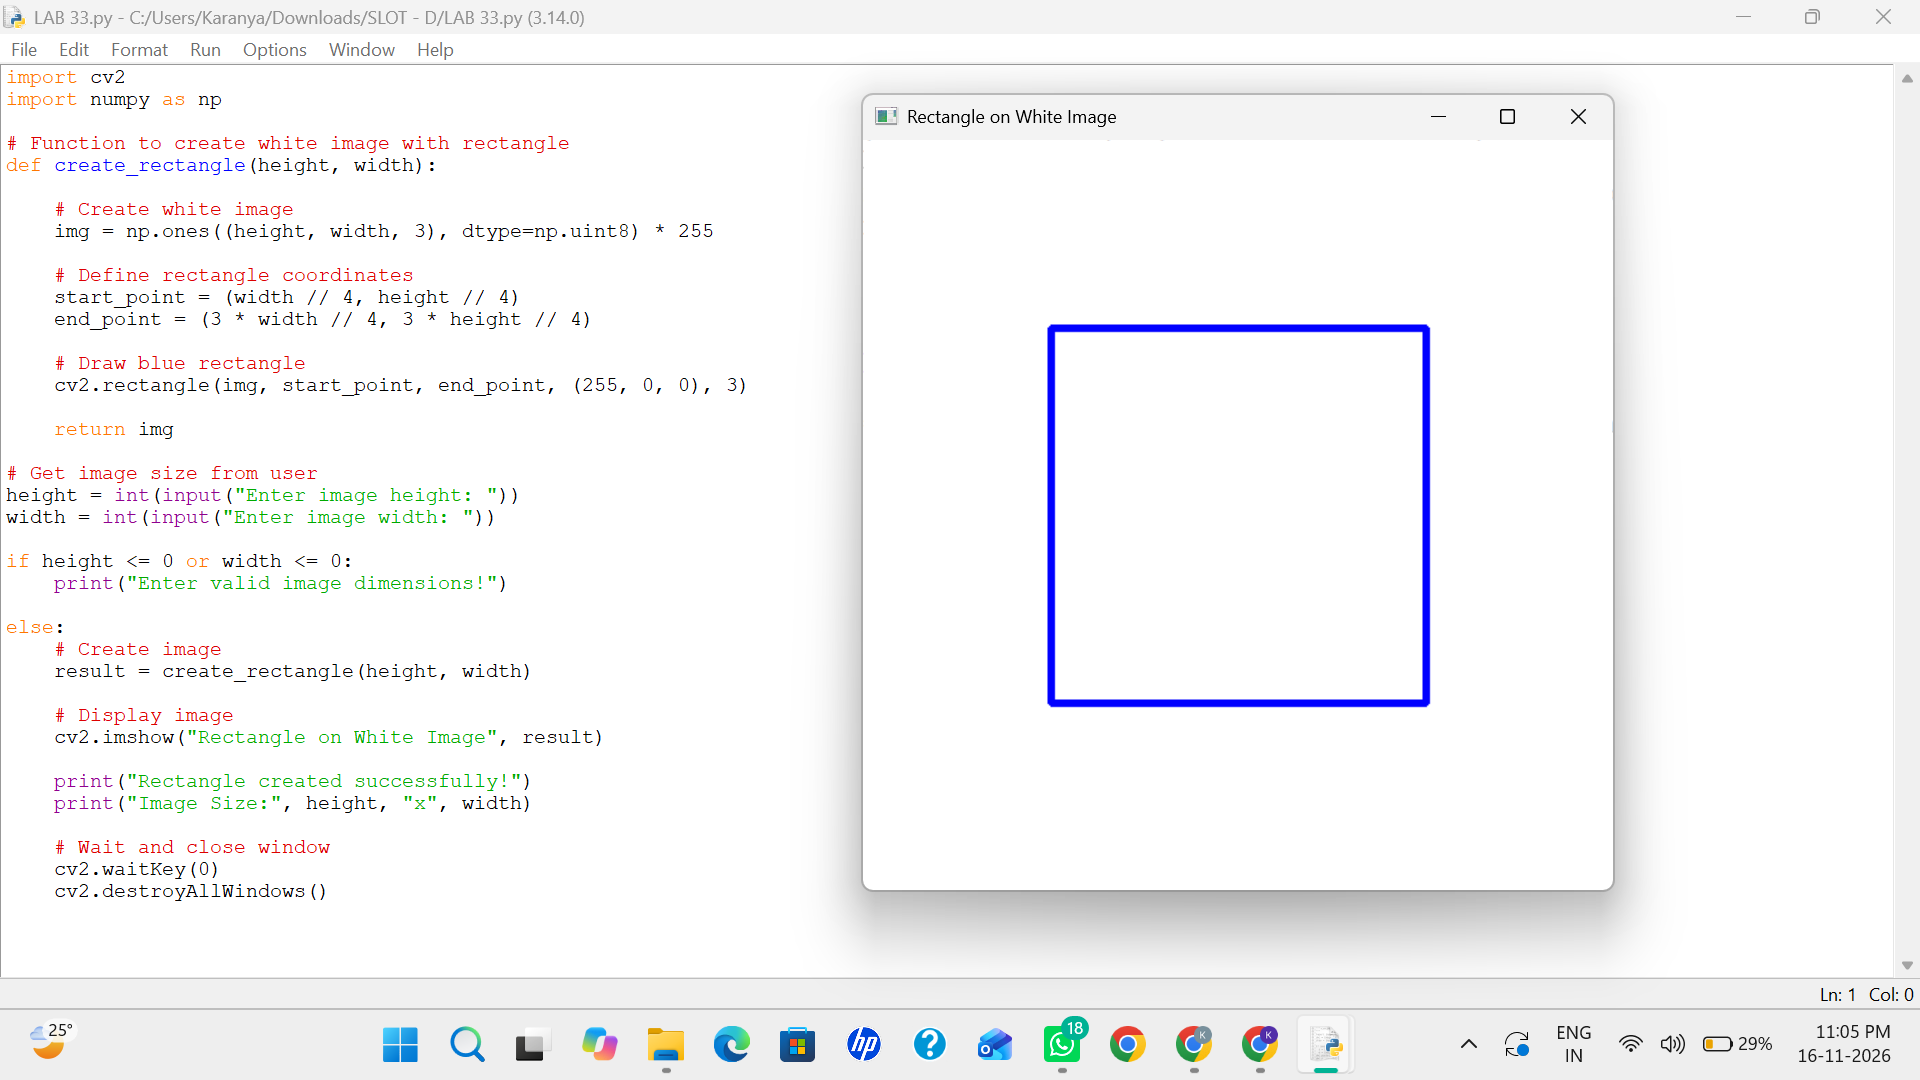 LAB 33.py - C:/Users/Karanya/Downloads/SLOT - D/LAB 33.py (3.14.0)
File Edit Format Run Options Window Help
import cv2
import numpy as np
# Function to create white image with rectangle
def create_rectangle(height, width):
# Create white image
img = np.ones((height, width, 3), dtype=np.uint8) * 255
# Define rectangle coordinates
start_point = (width // 4, height // 4)
end_point = (3 * width // 4, 3 * height // 4)
# Draw blue rectangle
cv2.rectangle(img, start_point, end_point, (255, 0, 0), 3)
return img
# Get image size from user
height = int(input("Enter image height: "))
width = int(input("Enter image width: "))
if height <= 0 or width <= 0:
print("Enter valid image dimensions!")
else:
# Create image
result = create_rectangle(height, width)
# Display image
cv2.imshow("Rectangle on White Image", result)
print("Rectangle created successfully!")
print("Image Size:", height, "x", width)
# Wait and close window
cv2.waitKey(0)
cv2.destroyAllWindows()
Rectangle on White Image
Ln: 1 Col: 0
25°
hp
?
18
K
K
ENG
IN
29%
11:05 PM
16-11-2026